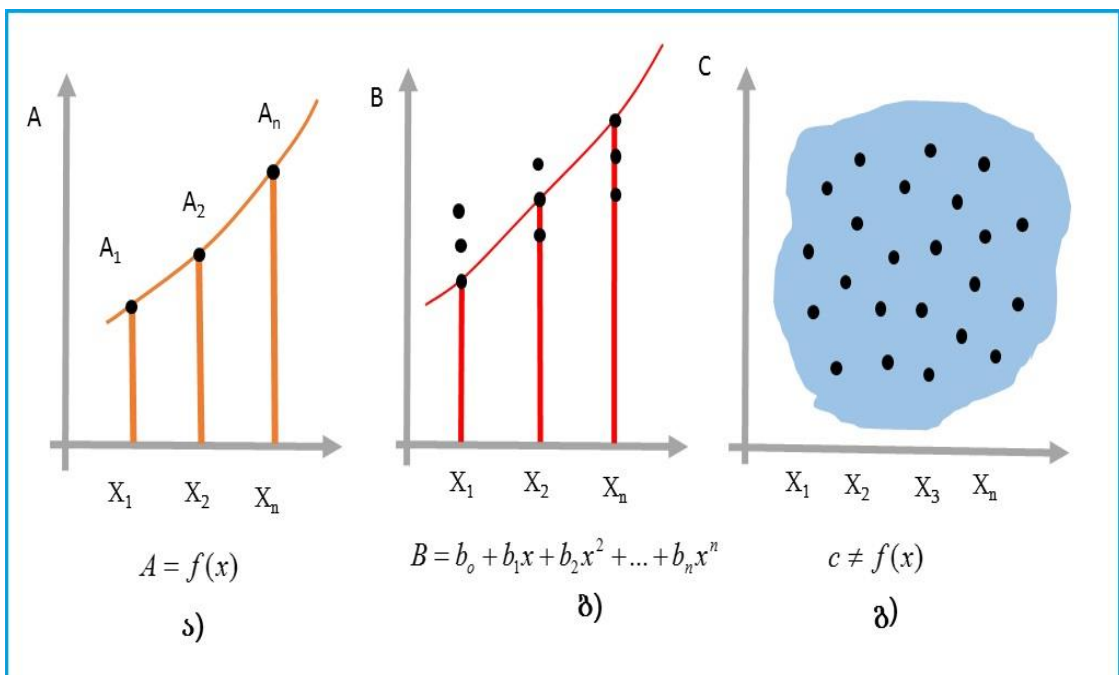 A
A₁
A₂
Aₙ
X₁ X₂ Xₙ
A = f(x)
ა)
B
X₁ X₂ Xₙ
B = bₒ + b₁x + b₂x² + ... + bₙxⁿ
ბ)
C
X₁ X₂ X₃ Xₙ
c ≠ f(x)
გ)